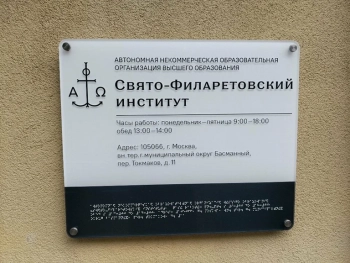 АВТОНОМНАЯ НЕКОММЕРЧЕСКАЯ ОБРАЗОВАТЕЛЬНАЯ
ОРГАНИЗАЦИЯ ВЫСШЕГО ОБРАЗОВАНИЯ
СВЯТО-ФИЛАРЕТОВСКИЙ
ИНСТИТУТ
Α Ω
Часы работы: понедельник—пятница 9:00—18:00
обед 13:00—14:00
Адрес: 105066, г. Москва,
вн.тер.г.муниципальный округ Басманный,
пер. Токмаков, д. 11